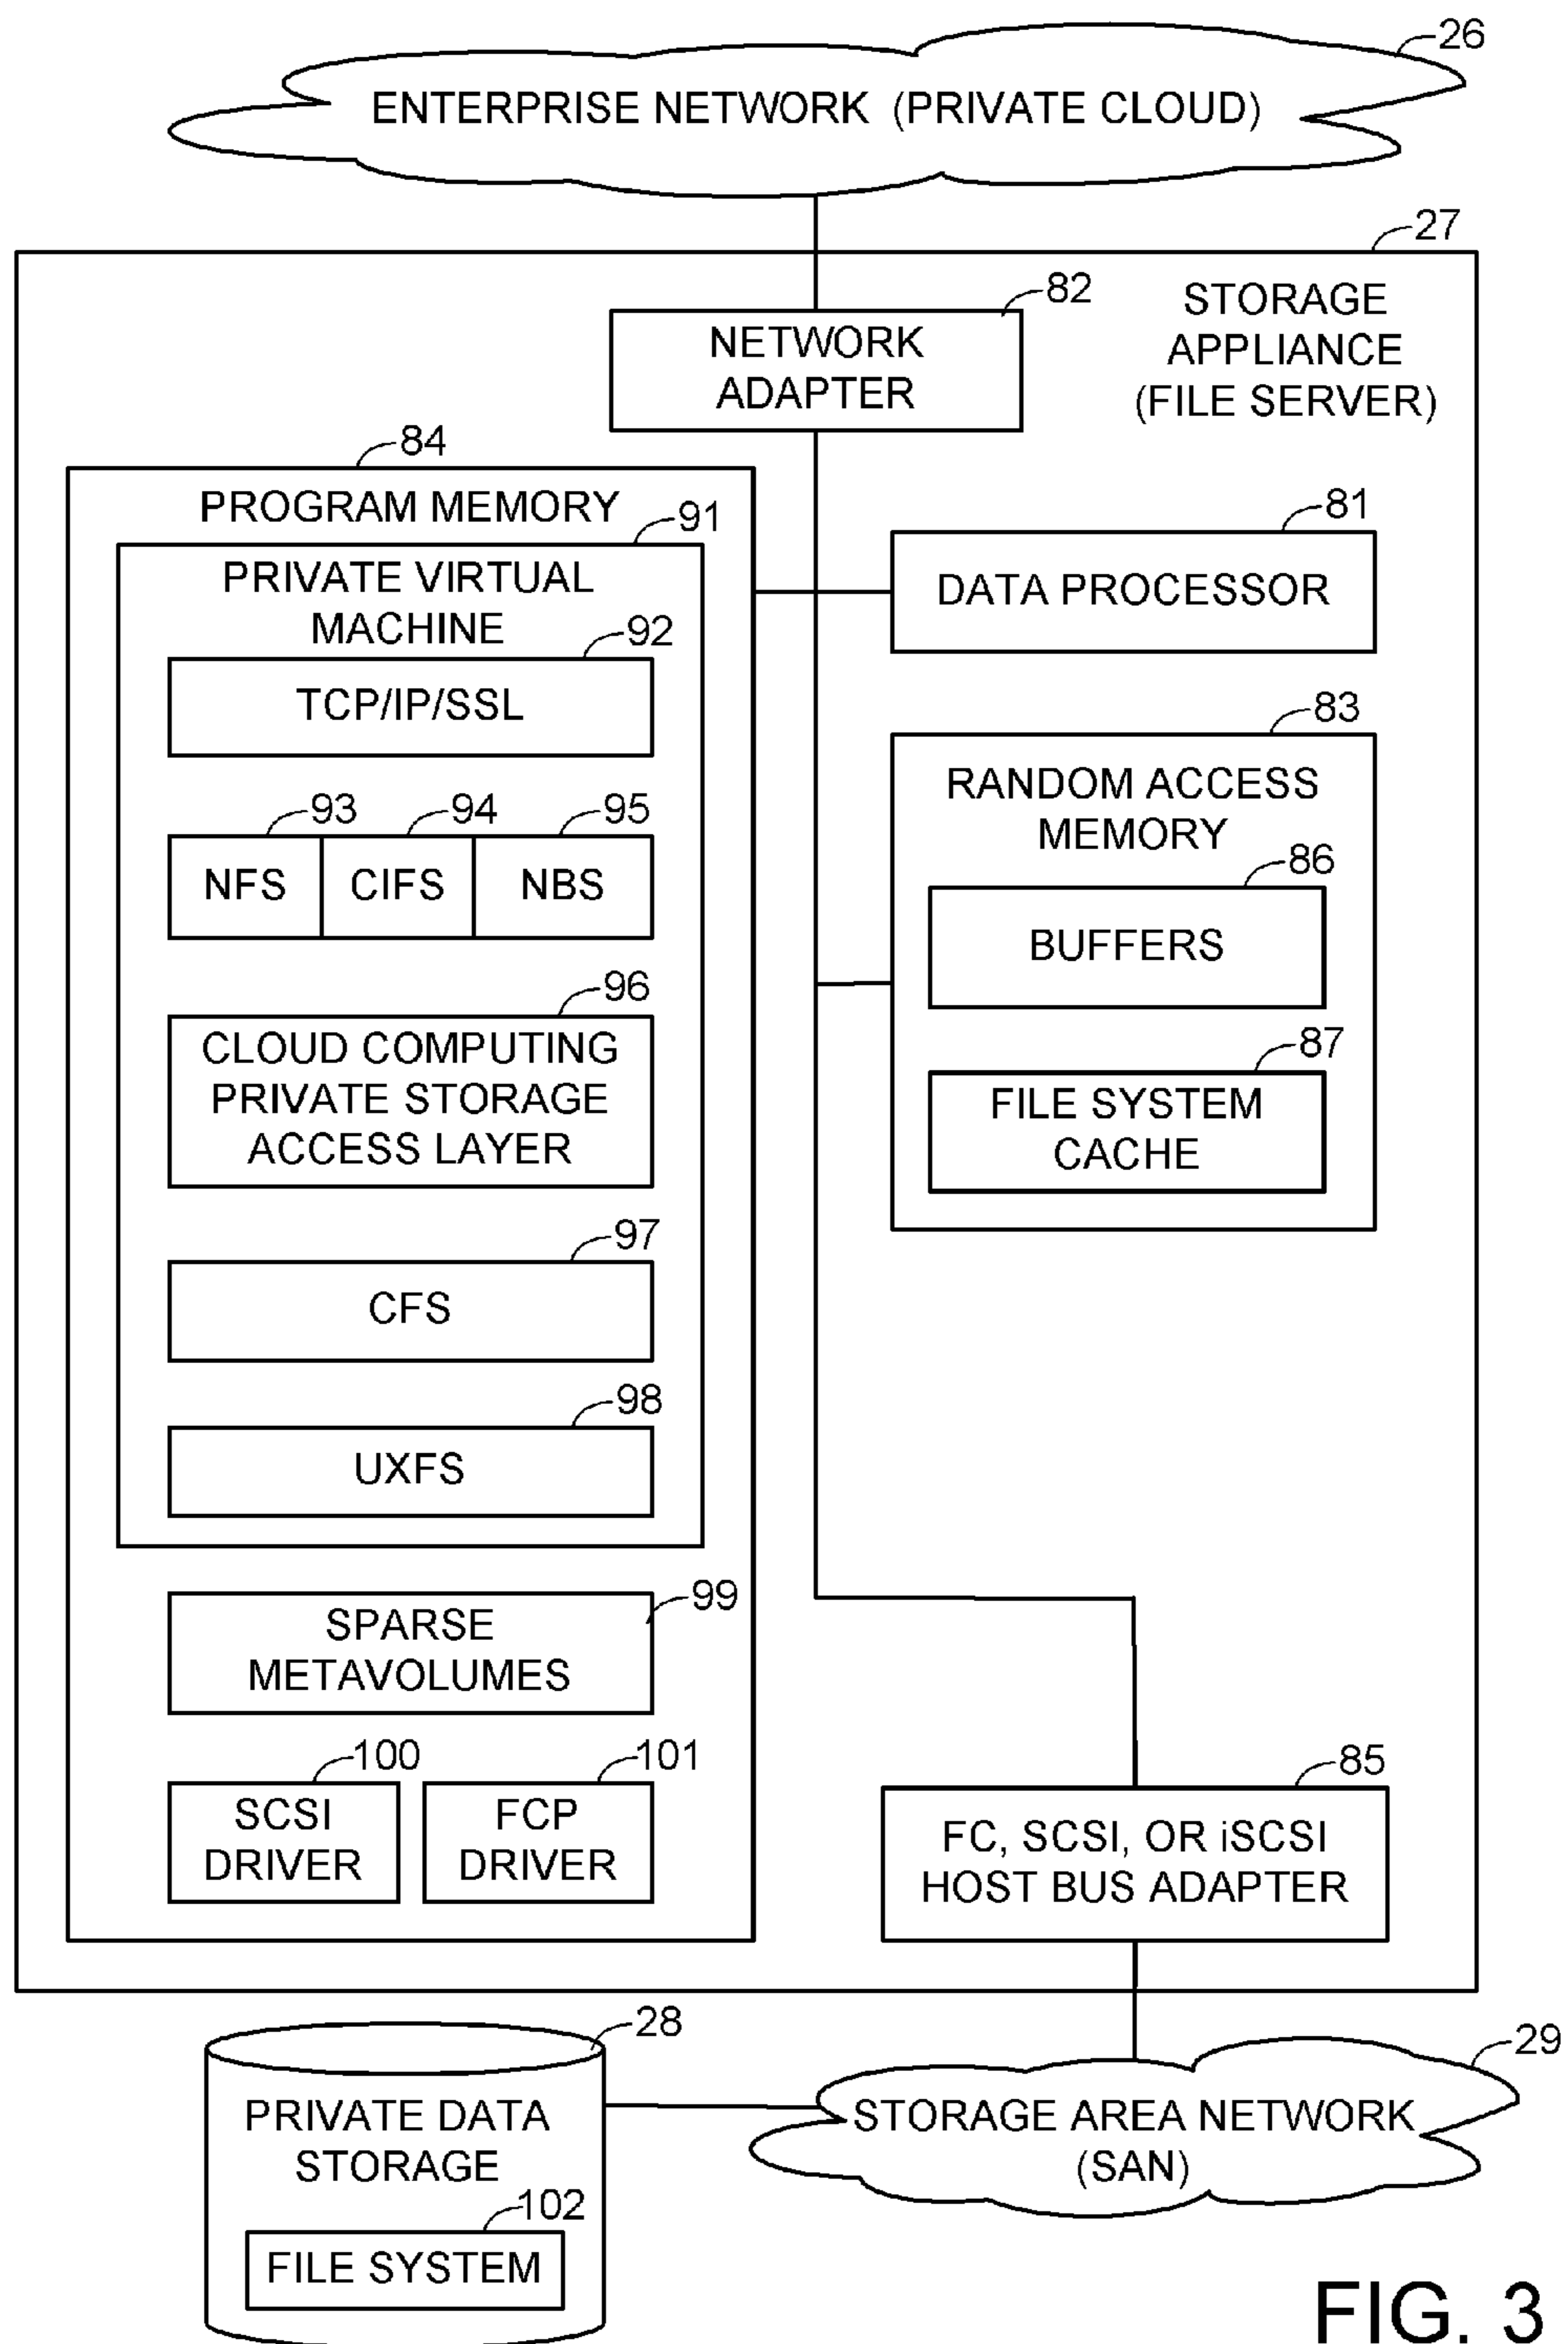 26
ENTERPRISE NETWORK (PRIVATE CLOUD)
27
STORAGE
APPLIANCE
(FILE SERVER)
82
NETWORK
ADAPTER
84
PROGRAM MEMORY
91
PRIVATE VIRTUAL
MACHINE
92
TCP/IP/SSL
93
94
95
NFS
CIFS
NBS
96
CLOUD COMPUTING
PRIVATE STORAGE
ACCESS LAYER
97
CFS
98
UXFS
99
SPARSE
METAVOLUMES
100
SCSI
DRIVER
101
FCP
DRIVER
81
DATA PROCESSOR
83
RANDOM ACCESS
MEMORY
86
BUFFERS
87
FILE SYSTEM
CACHE
85
FC, SCSI, OR iSCSI
HOST BUS ADAPTER
28
PRIVATE DATA
STORAGE
102
FILE SYSTEM
29
STORAGE AREA NETWORK
(SAN)
FIG. 3